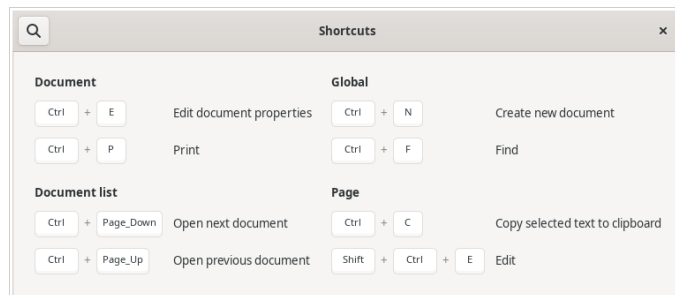 Shortcuts ×
Document
Ctrl + E Edit document properties
Ctrl + P Print
Document list
Ctrl + Page_Down Open next document
Ctrl + Page_Up Open previous document
Global
Ctrl + N Create new document
Ctrl + F Find
Page
Ctrl + C Copy selected text to clipboard
Shift + Ctrl + E Edit